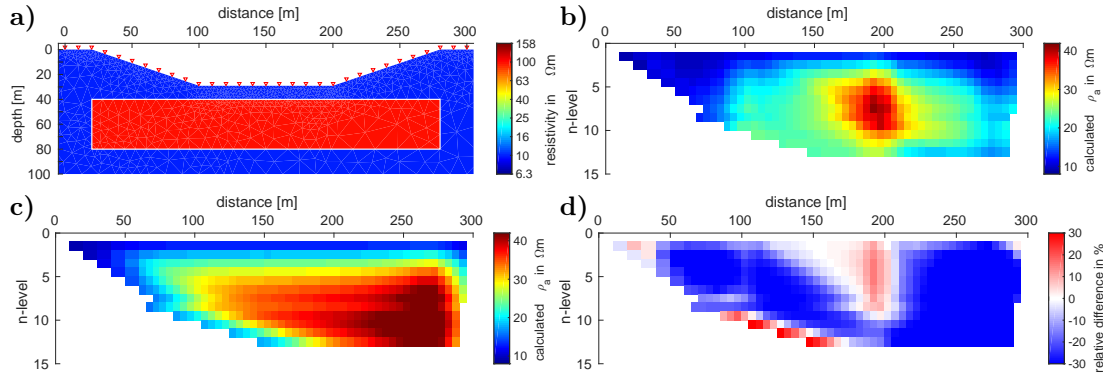 a)
distance [m]
0 50 100 150 200 250 300
depth [m]
0
20
40
60
80
100
158
100
63
40
25
16
10
6.3
resistivity in Ωm
b)
distance [m]
0 50 100 150 200 250 300
n-level
0
5
10
15
40
30
20
10
calculated ρa in Ωm
c)
distance [m]
0 50 100 150 200 250 300
n-level
0
5
10
15
40
30
20
10
calculated ρa in Ωm
d)
distance [m]
0 50 100 150 200 250 300
n-level
0
5
10
15
30
20
10
0
-10
-20
-30
relative difference in %